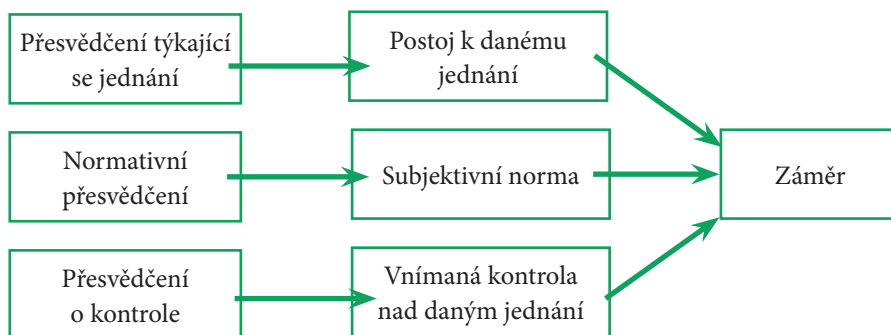 Přesvědčení týkající
se jednání
Postoj k danému
jednání
Normativní
přesvědčení
Subjektivní norma
Záměr
Přesvědčení
o kontrole
Vnímaná kontrola
nad daným jednání